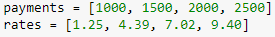 payments = [1000, 1500, 2000, 2500]
rates = [1.25, 4.39, 7.02, 9.40]